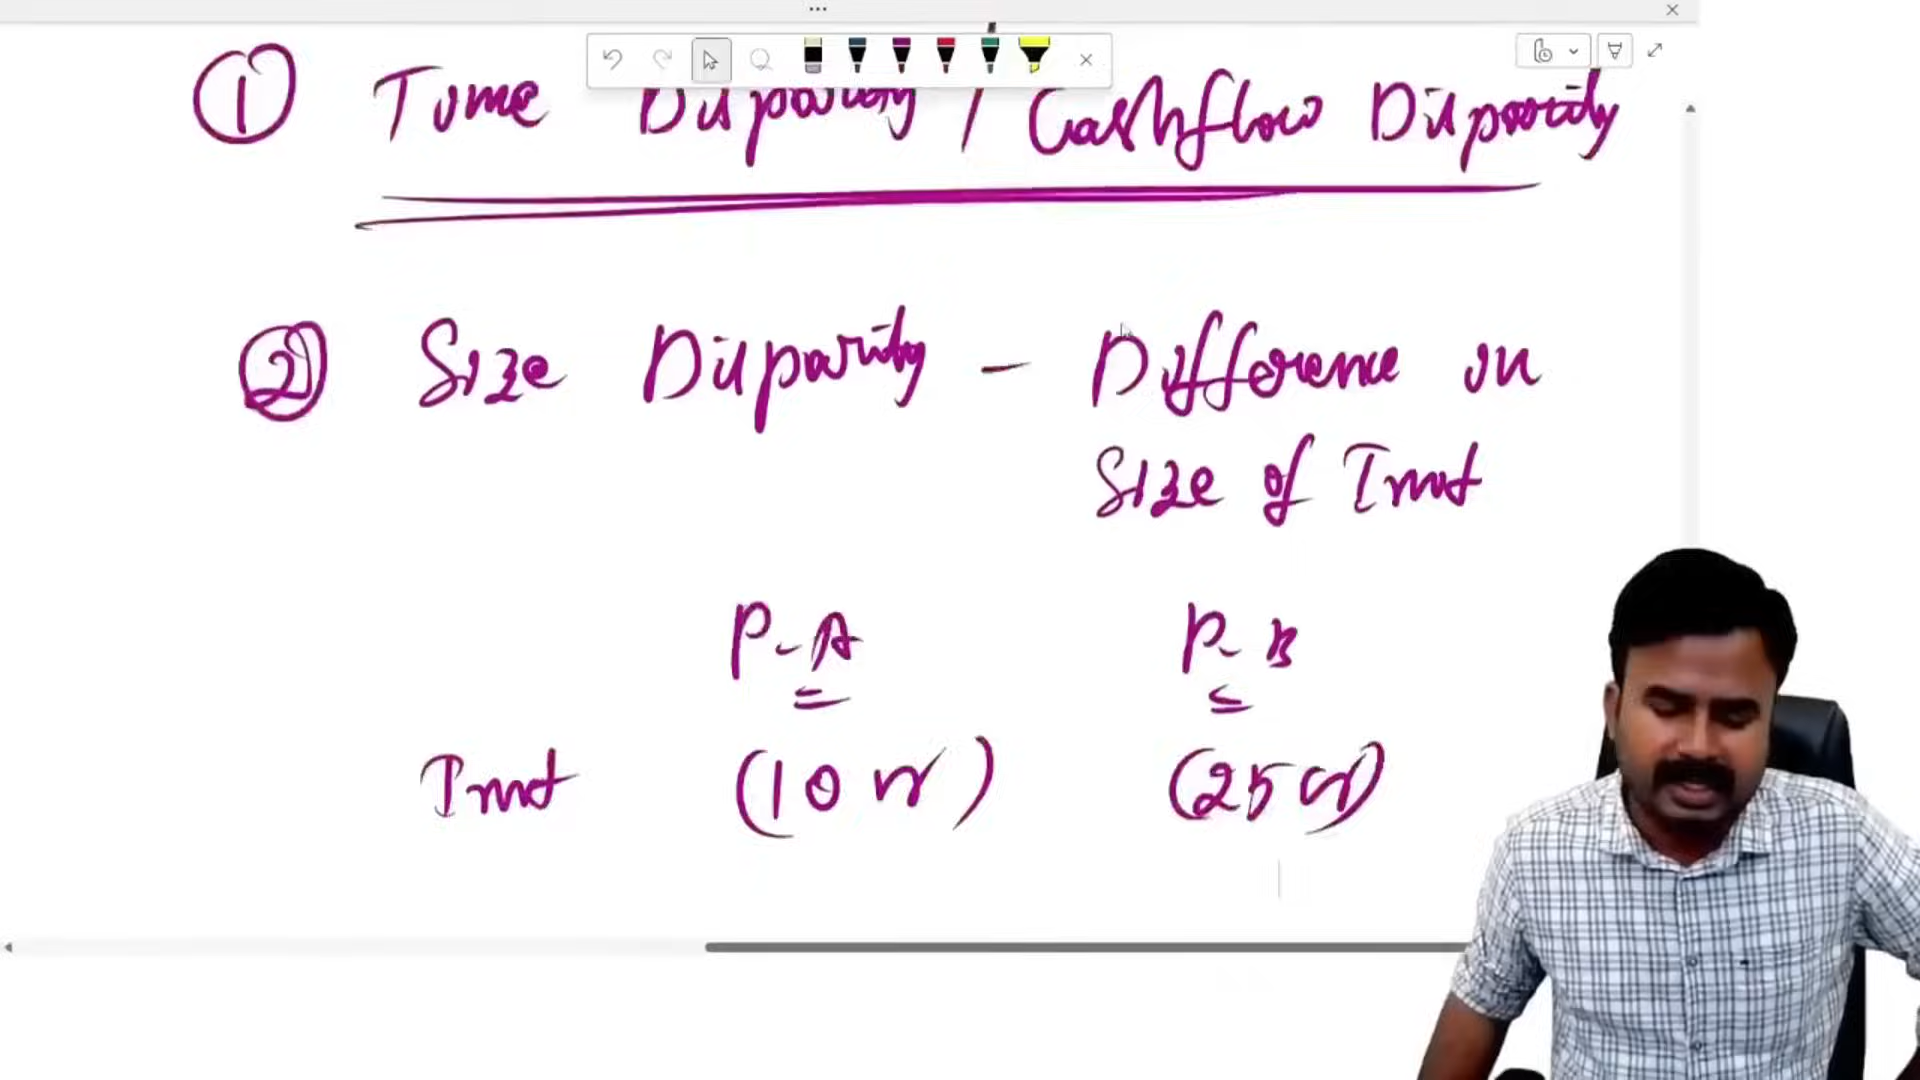 ① Time Disparity / Cashflow Disparity
② Size Disparity - Difference in
Size of Invt
P-A P-B
Invt (10 cr) (25 cr)